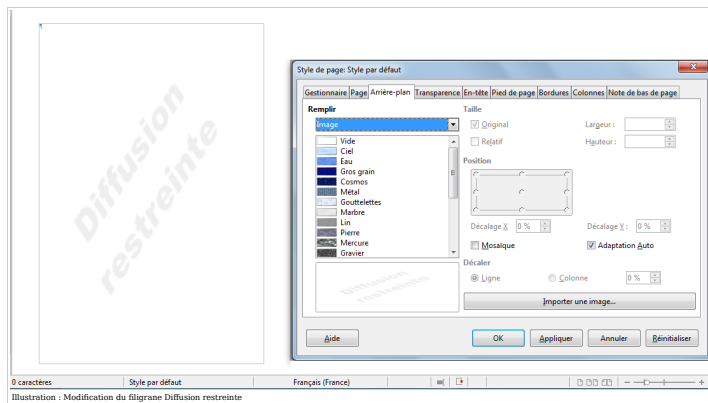 Diffusion
restreinte
Style de page: Style par défaut
Gestionnaire Page Arrière-plan Transparence En-tête Pied de page Bordures Colonnes Note de bas de page
Remplir
Image
Vide
Ciel
Eau
Gros grain
Cosmos
Métal
Gouttelettes
Marbre
Lin
Pierre
Mercure
Gravier
Diffusion
restreinte
Taille
Original
Largeur :
Relatif
Hauteur :
Position
Décalage X 0 %
Décalage Y : 0 %
Mosaïque
Adaptation Auto
Décaler
Ligne
Colonne
0 %
Importer une image...
Aide
OK
Appliquer
Annuler
Réinitialiser
0 caractères
Style par défaut
Français (France)
Illustration : Modification du filigrane Diffusion restreinte